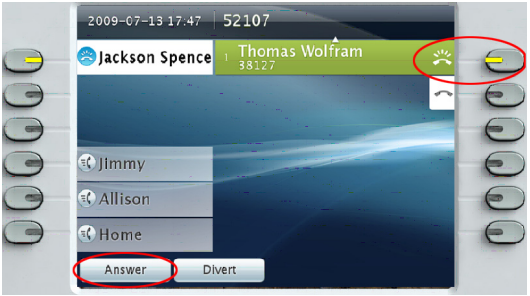 2009-07-13 17:47 52107
Jackson Spence 1 Thomas Wolfram
38127
Jimmy
Allison
Home
Answer Divert